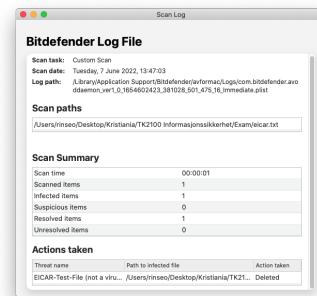 Scan Log
Bitdefender Log File
Scan task: Custom Scan
Scan date: Tuesday, 7 June 2022, 13:47:03
Log path: /Library/Application Support/Bitdefender/avformac/Logs/com.bitdefender.avo
ddaemon_ver1_0_1654602423_381028_501_475_16_Immediate.plist
Scan paths
/Users/rinseo/Desktop/Kristiania/TK2100 Informasjonssikkerhet/Exam/eicar.txt
Scan Summary
Scan time 00:00:01
Scanned items 1
Infected items 1
Suspicious items 0
Resolved items 1
Unresolved items 0
Actions taken
Threat name Path to infected file Action taken
EICAR-Test-File (not a viru... /Users/rinseo/Desktop/Kristiania/TK21... Deleted